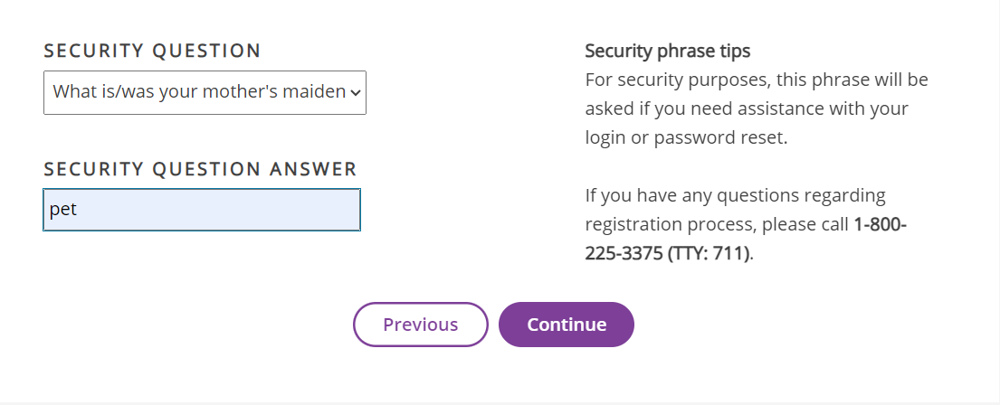 SECURITY QUESTION
What is/was your mother's maiden
SECURITY QUESTION ANSWER
pet
Security phrase tips
For security purposes, this phrase will be
asked if you need assistance with your
login or password reset.
If you have any questions regarding
registration process, please call 1-800-
225-3375 (TTY: 711).
Previous
Continue